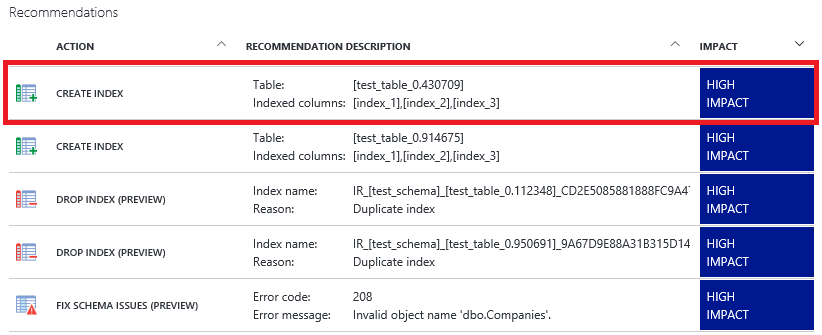 Recommendations
ACTION RECOMMENDATION DESCRIPTION IMPACT
CREATE INDEX Table: [test_table_0.430709] HIGH
Indexed columns: [index_1],[index_2],[index_3] IMPACT
CREATE INDEX Table: [test_table_0.914675] HIGH
Indexed columns: [index_1],[index_2],[index_3] IMPACT
DROP INDEX (PREVIEW) Index name: IR_[test_schema]_[test_table_0.112348]_CD2E5085881888FC9A4 HIGH
Reason: Duplicate index IMPACT
DROP INDEX (PREVIEW) Index name: IR_[test_schema]_[test_table_0.950691]_9A67D9E88A31B315D14 HIGH
Reason: Duplicate index IMPACT
FIX SCHEMA ISSUES (PREVIEW) Error code: 208 HIGH
Error message: Invalid object name 'dbo.Companies'. IMPACT